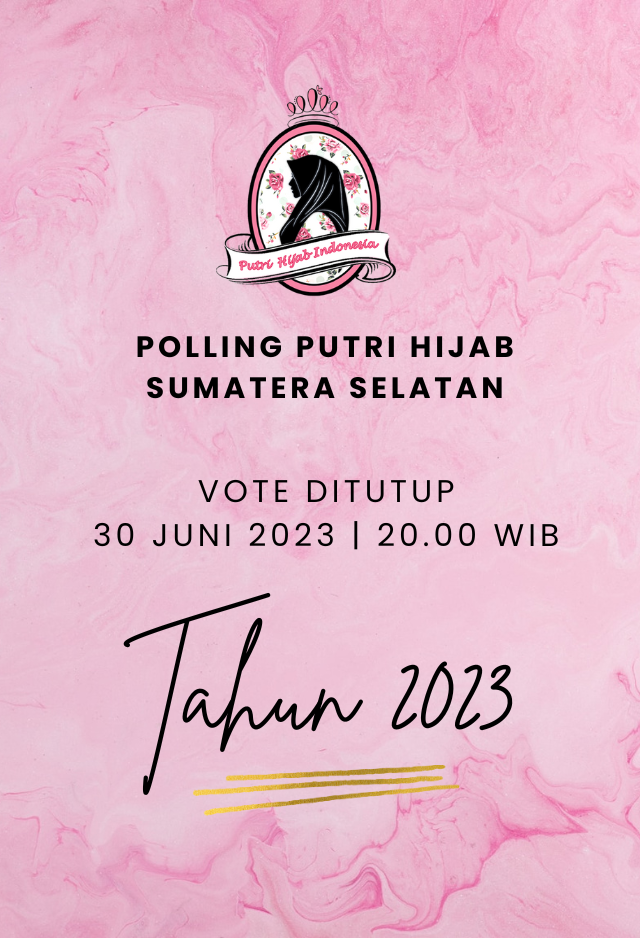 Putri Hijab Indonesia
POLLING PUTRI HIJAB
SUMATERA SELATAN
VOTE DITUTUP
30 JUNI 2023 | 20.00 WIB
Tahun 2023